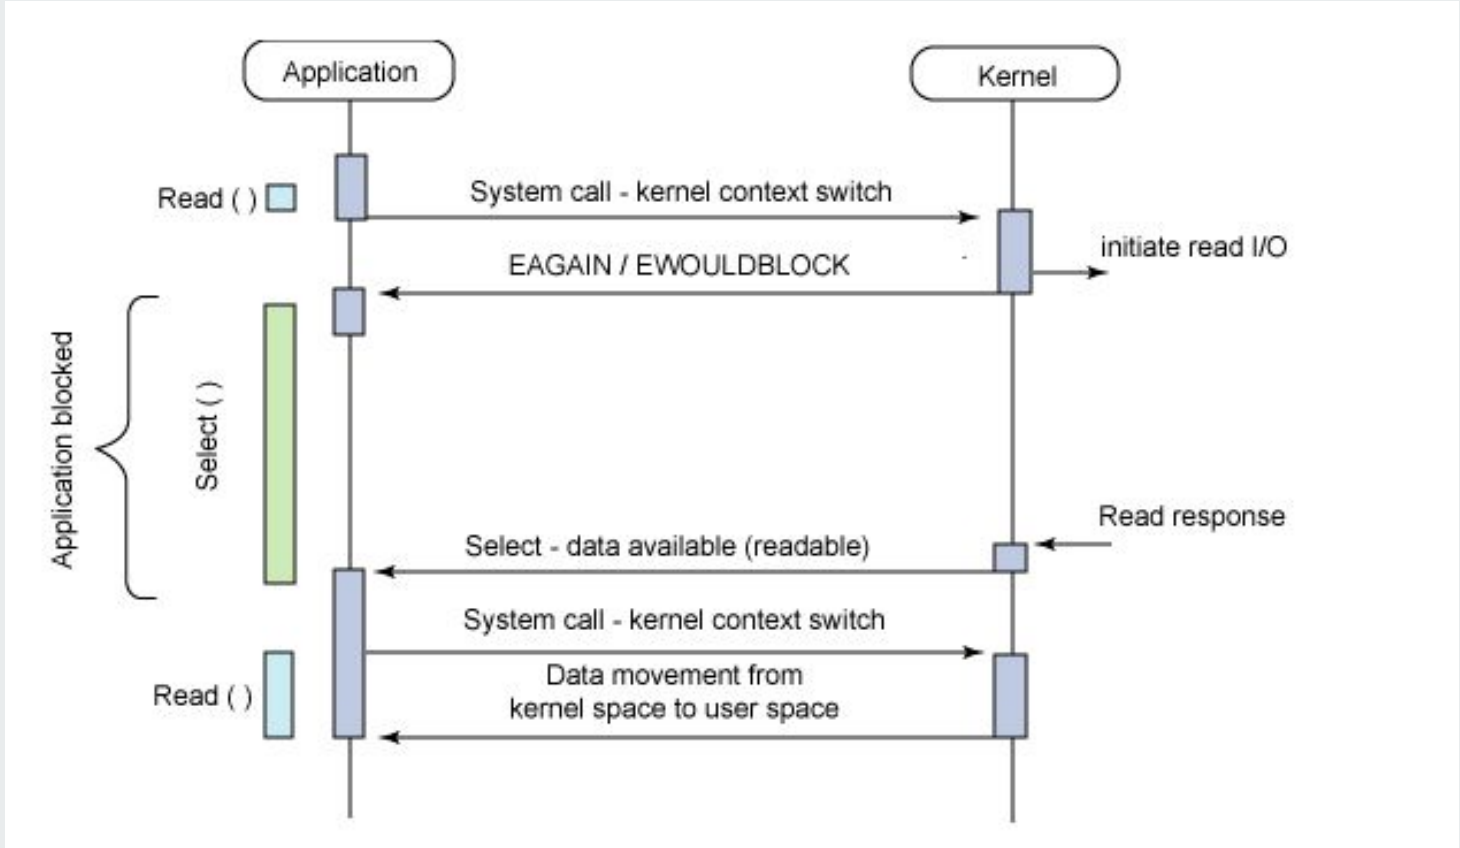 Application
Kernel
Read ( )
System call - kernel context switch
initiate read I/O
EAGAIN / EWOULDBLOCK
Application blocked
Select ( )
Read response
Select - data available (readable)
System call - kernel context switch
Read ( )
Data movement from
kernel space to user space